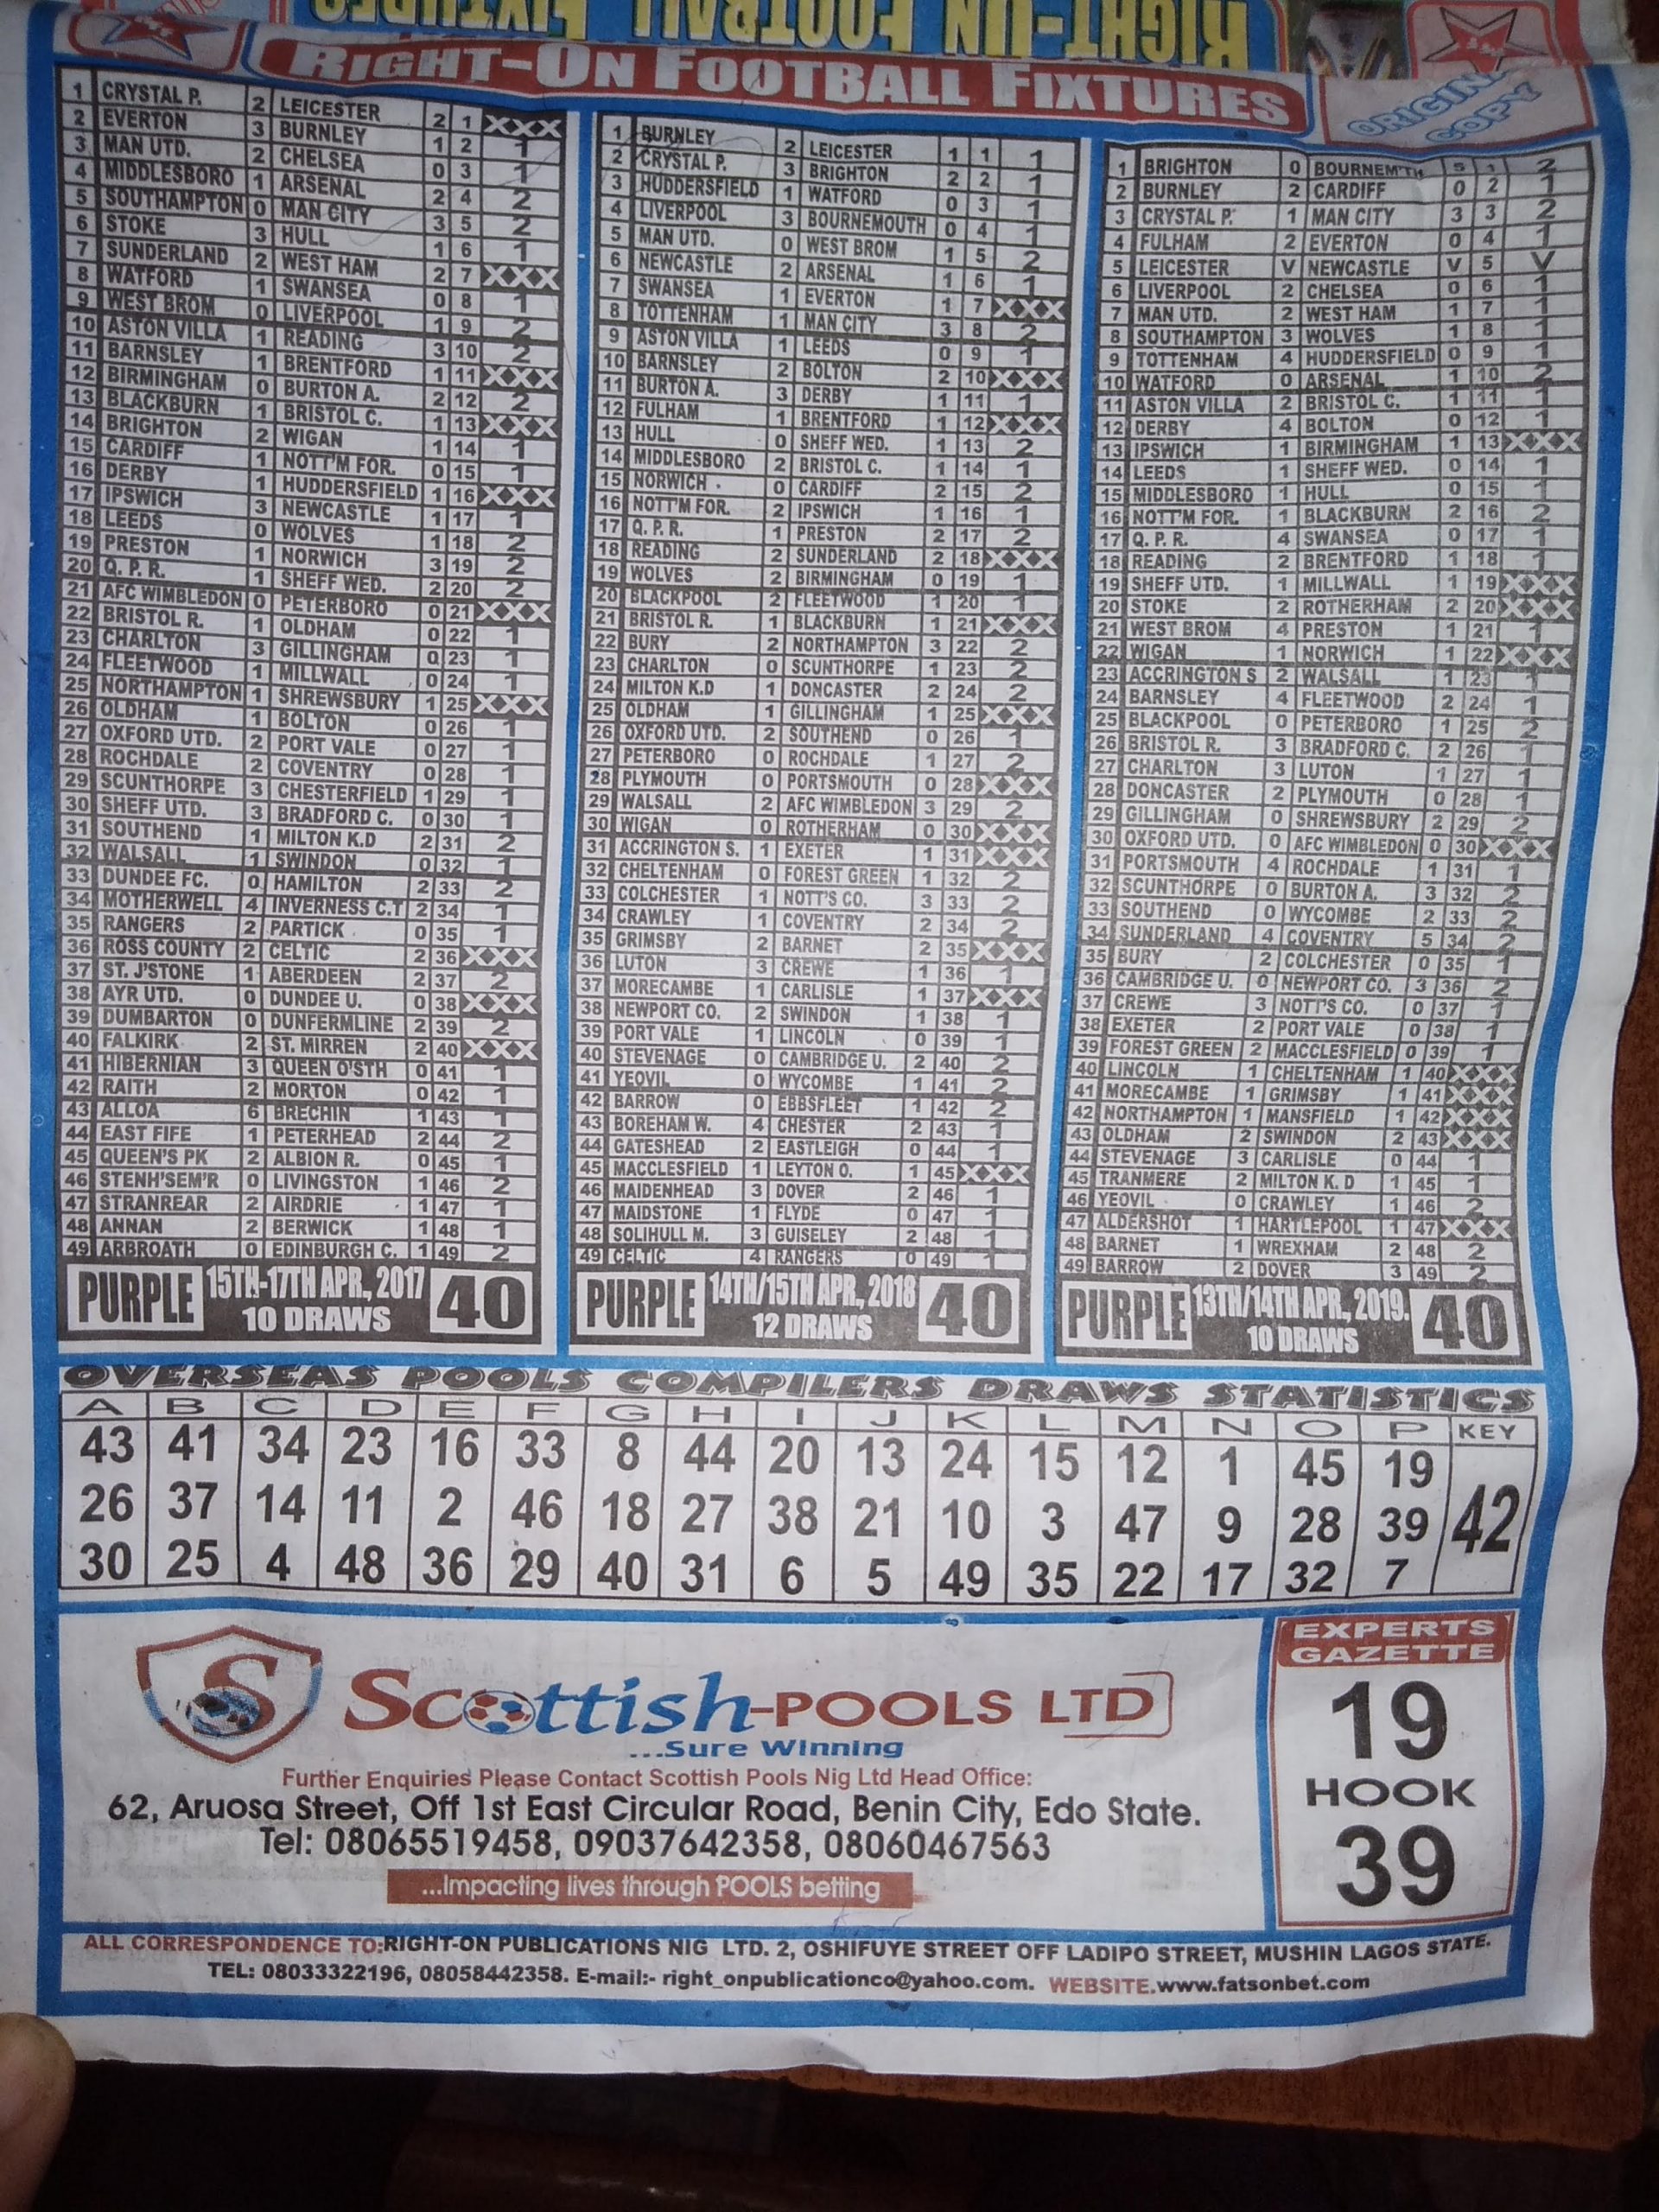 RIGHT-ON FOOTBALL FIXTURES
RIGHT-ON FOOTBALL FIXTURES
ORIGINAL
COPY
1 CRYSTAL P. 2 LEICESTER 2 1 XXX
2 EVERTON 3 BURNLEY 1 2 1
3 MAN UTD. 2 CHELSEA 0 3 1
4 MIDDLESBORO 1 ARSENAL 2 4 2
5 SOUTHAMPTON 0 MAN CITY 3 5 2
6 STOKE 3 HULL 1 6 1
7 SUNDERLAND 2 WEST HAM 2 7 XXX
8 WATFORD 1 SWANSEA 0 8 1
9 WEST BROM 0 LIVERPOOL 1 9 2
10 ASTON VILLA 1 READING 3 10 2
11 BARNSLEY 1 BRENTFORD 1 11 XXX
12 BIRMINGHAM 0 BURTON A. 2 12 2
13 BLACKBURN 1 BRISTOL C. 1 13 XXX
14 BRIGHTON 2 WIGAN 1 14 1
15 CARDIFF 1 NOTT'M FOR. 0 15 1
16 DERBY 1 HUDDERSFIELD 1 16 XXX
17 IPSWICH 3 NEWCASTLE 1 17 1
18 LEEDS 0 WOLVES 1 18 2
19 PRESTON 1 NORWICH 3 19 2
20 Q. P. R. 1 SHEFF WED. 2 20 2
21 AFC WIMBLEDON 0 PETERBORO 0 21 XXX
22 BRISTOL R. 1 OLDHAM 0 22 1
23 CHARLTON 3 GILLINGHAM 0 23 1
24 FLEETWOOD 1 MILLWALL 0 24 1
25 NORTHAMPTON 1 SHREWSBURY 1 25 XXX
26 OLDHAM 1 BOLTON 0 26 1
27 OXFORD UTD. 2 PORT VALE 0 27 1
28 ROCHDALE 2 COVENTRY 0 28 1
29 SCUNTHORPE 3 CHESTERFIELD 1 29 1
30 SHEFF UTD. 3 BRADFORD C. 0 30 1
31 SOUTHEND 1 MILTON K.D 2 31 2
32 WALSALL 1 SWINDON 0 32 1
33 DUNDEE FC. 0 HAMILTON 2 33 2
34 MOTHERWELL 4 INVERNESS C.T 2 34 1
35 RANGERS 2 PARTICK 0 35 1
36 ROSS COUNTY 2 CELTIC 2 36 XXX
37 ST. J'STONE 1 ABERDEEN 2 37 2
38 AYR UTD. 0 DUNDEE U. 0 38 XXX
39 DUMBARTON 0 DUNFERMLINE 2 39 2
40 FALKIRK 2 ST. MIRREN 2 40 XXX
41 HIBERNIAN 3 QUEEN O'STH 0 41 1
42 RAITH 2 MORTON 0 42 1
43 ALLOA 6 BRECHIN 1 43 1
44 EAST FIFE 1 PETERHEAD 2 44 2
45 QUEEN'S PK 2 ALBION R. 0 45 1
46 STENH'SEM'R 0 LIVINGSTON 1 46 2
47 STRANREAR 2 AIRDRIE 1 47 1
48 ANNAN 2 BERWICK 1 48 1
49 ARBROATH 0 EDINBURGH C. 1 49 2
PURPLE 15TH-17TH APR., 2017 40
10 DRAWS
1 BURNLEY 2 LEICESTER 1 1 1
2 CRYSTAL P. 3 BRIGHTON 2 2 1
3 HUDDERSFIELD 1 WATFORD 0 3 1
4 LIVERPOOL 3 BOURNEMOUTH 0 4 1
5 MAN UTD. 0 WEST BROM 1 5 2
6 NEWCASTLE 2 ARSENAL 1 6 1
7 SWANSEA 1 EVERTON 1 7 XXX
8 TOTTENHAM 1 MAN CITY 3 8 2
9 ASTON VILLA 1 LEEDS 0 9 1
10 BARNSLEY 2 BOLTON 2 10 XXX
11 BURTON A. 3 DERBY 1 11 1
12 FULHAM 1 BRENTFORD 1 12 XXX
13 HULL 0 SHEFF WED. 1 13 2
14 MIDDLESBORO 2 BRISTOL C. 1 14 1
15 NORWICH 0 CARDIFF 2 15 2
16 NOTT'M FOR. 2 IPSWICH 1 16 1
17 Q. P. R. 1 PRESTON 2 17 2
18 READING 2 SUNDERLAND 2 18 XXX
19 WOLVES 2 BIRMINGHAM 0 19 1
20 BLACKPOOL 2 FLEETWOOD 1 20 1
21 BRISTOL R. 1 BLACKBURN 1 21 XXX
22 BURY 2 NORTHAMPTON 3 22 2
23 CHARLTON 0 SCUNTHORPE 1 23 2
24 MILTON K.D 1 DONCASTER 2 24 2
25 OLDHAM 1 GILLINGHAM 1 25 XXX
26 OXFORD UTD. 2 SOUTHEND 0 26 1
27 PETERBORO 0 ROCHDALE 1 27 2
28 PLYMOUTH 0 PORTSMOUTH 0 28 XXX
29 WALSALL 2 AFC WIMBLEDON 3 29 2
30 WIGAN 0 ROTHERHAM 0 30 XXX
31 ACCRINGTON S. 1 EXETER 1 31 XXX
32 CHELTENHAM 0 FOREST GREEN 1 32 2
33 COLCHESTER 1 NOTT'S CO. 3 33 2
34 CRAWLEY 1 COVENTRY 2 34 2
35 GRIMSBY 2 BARNET 2 35 XXX
36 LUTON 3 CREWE 1 36 1
37 MORECAMBE 1 CARLISLE 1 37 XXX
38 NEWPORT CO. 2 SWINDON 1 38 1
39 PORT VALE 1 LINCOLN 0 39 1
40 STEVENAGE 0 CAMBRIDGE U. 2 40 2
41 YEOVIL 0 WYCOMBE 1 41 2
42 BARROW 0 EBBSFLEET 1 42 2
43 BOREHAM W. 4 CHESTER 2 43 1
44 GATESHEAD 2 EASTLEIGH 0 44 1
45 MACCLESFIELD 1 LEYTON O. 1 45 XXX
46 MAIDENHEAD 3 DOVER 2 46 1
47 MAIDSTONE 1 FLYDE 0 47 1
48 SOLIHULL M. 3 GUISELEY 2 48 1
49 CELTIC 4 RANGERS 0 49 1
PURPLE 14TH/15TH APR., 2018 40
12 DRAWS
1 BRIGHTON 0 BOURNEM'TH 5 1 2
2 BURNLEY 2 CARDIFF 0 2 1
3 CRYSTAL P. 1 MAN CITY 3 3 2
4 FULHAM 2 EVERTON 0 4 1
5 LEICESTER V NEWCASTLE V 5 V
6 LIVERPOOL 2 CHELSEA 0 6 1
7 MAN UTD. 2 WEST HAM 1 7 1
8 SOUTHAMPTON 3 WOLVES 1 8 1
9 TOTTENHAM 4 HUDDERSFIELD 0 9 1
10 WATFORD 0 ARSENAL 1 10 2
11 ASTON VILLA 2 BRISTOL C. 1 11 1
12 DERBY 4 BOLTON 0 12 1
13 IPSWICH 1 BIRMINGHAM 1 13 XXX
14 LEEDS 1 SHEFF WED. 0 14 1
15 MIDDLESBORO 1 HULL 0 15 1
16 NOTT'M FOR. 1 BLACKBURN 2 16 2
17 Q. P. R. 4 SWANSEA 0 17 1
18 READING 2 BRENTFORD 1 18 1
19 SHEFF UTD. 1 MILLWALL 1 19 XXX
20 STOKE 2 ROTHERHAM 2 20 XXX
21 WEST BROM 4 PRESTON 1 21 1
22 WIGAN 1 NORWICH 1 22 XXX
23 ACCRINGTON S 2 WALSALL 1 23 1
24 BARNSLEY 4 FLEETWOOD 2 24 1
25 BLACKPOOL 0 PETERBORO 1 25 2
26 BRISTOL R. 3 BRADFORD C. 2 26 1
27 CHARLTON 3 LUTON 1 27 1
28 DONCASTER 2 PLYMOUTH 0 28 1
29 GILLINGHAM 0 SHREWSBURY 2 29 2
30 OXFORD UTD. 0 AFC WIMBLEDON 0 30 XXX
31 PORTSMOUTH 4 ROCHDALE 1 31 1
32 SCUNTHORPE 0 BURTON A. 3 32 2
33 SOUTHEND 0 WYCOMBE 2 33 2
34 SUNDERLAND 4 COVENTRY 5 34 2
35 BURY 2 COLCHESTER 0 35 1
36 CAMBRIDGE U. 0 NEWPORT CO. 3 36 2
37 CREWE 3 NOTT'S CO. 0 37 1
38 EXETER 2 PORT VALE 0 38 1
39 FOREST GREEN 2 MACCLESFIELD 0 39 1
40 LINCOLN 1 CHELTENHAM 1 40 XXX
41 MORECAMBE 1 GRIMSBY 1 41 XXX
42 NORTHAMPTON 1 MANSFIELD 1 42 XXX
43 OLDHAM 2 SWINDON 2 43 XXX
44 STEVENAGE 3 CARLISLE 0 44 1
45 TRANMERE 2 MILTON K. D 1 45 1
46 YEOVIL 0 CRAWLEY 1 46 2
47 ALDERSHOT 1 HARTLEPOOL 1 47 XXX
48 BARNET 1 WREXHAM 2 48 2
49 BARROW 2 DOVER 3 49 2
PURPLE 13TH/14TH APR., 2019. 40
10 DRAWS
OVERSEAS POOLS COMPILERS DRAWS STATISTICS
A B C D E F G H I J K L M N O P KEY
43 41 34 23 16 33 8 44 20 13 24 15 12 1 45 19
26 37 14 11 2 46 18 27 38 21 10 3 47 9 28 39 42
30 25 4 48 36 29 40 31 6 5 49 35 22 17 32 7
S
Scottish-POOLS LTD
...Sure Winning
Further Enquiries Please Contact Scottish Pools Nig Ltd Head Office:
62, Aruosa Street, Off 1st East Circular Road, Benin City, Edo State.
Tel: 08065519458, 09037642358, 08060467563
...Impacting lives through POOLS betting
EXPERTS
GAZETTE
19
HOOK
39
ALL CORRESPONDENCE TO:RIGHT-ON PUBLICATIONS NIG LTD. 2, OSHIFUYE STREET OFF LADIPO STREET, MUSHIN LAGOS STATE.
TEL: 08033322196, 08058442358. E-mail:- right_onpublicationco@yahoo.com. WEBSITE.www.fatsonbet.com